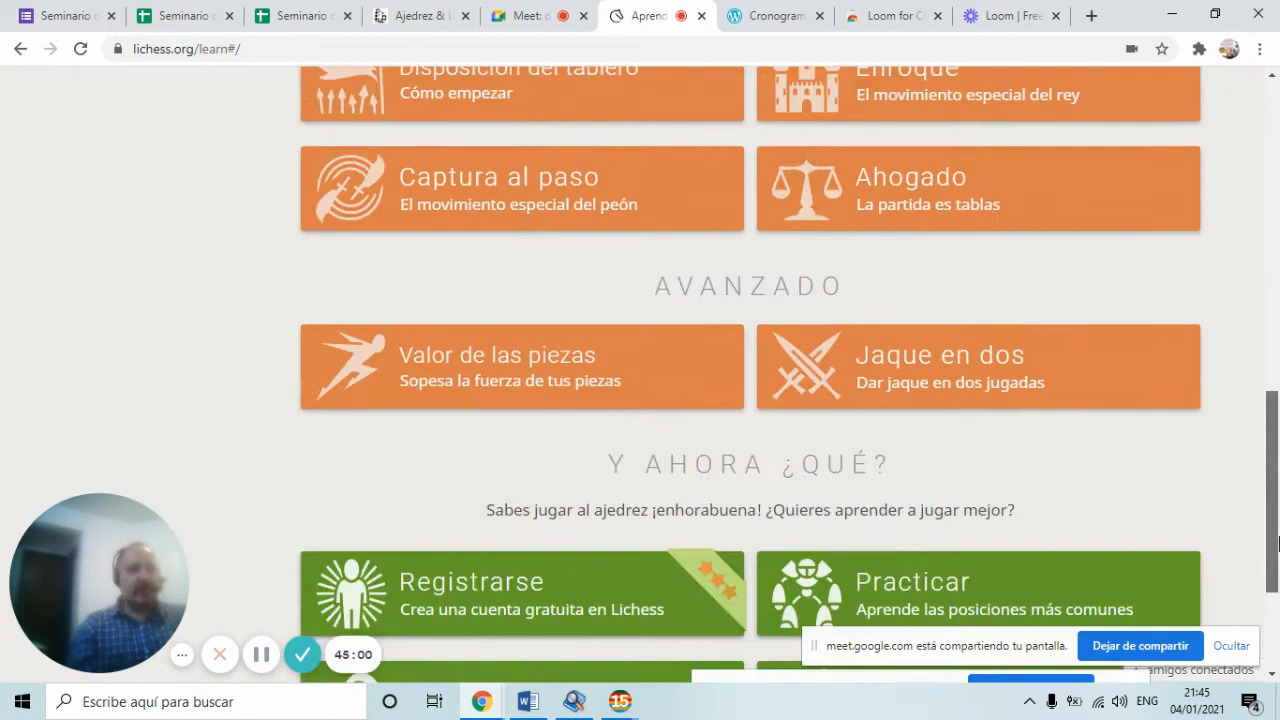 Seminario
Seminario
Seminario
Ajedrez & L
Meet:
Aprend
Cronogram
Loom for C
Loom | Free
lichess.org/learn#/
Disposición del tablero
Cómo empezar
Enroque
El movimiento especial del rey
Captura al paso
El movimiento especial del peón
Ahogado
La partida es tablas
AVANZADO
Valor de las piezas
Sopesa la fuerza de tus piezas
Jaque en dos
Dar jaque en dos jugadas
Y AHORA ¿QUÉ?
Sabes jugar al ajedrez ¡enhorabuena! ¿Quieres aprender a jugar mejor?
Registrarse
Crea una cuenta gratuita en Lichess
Practicar
Aprende las posiciones más comunes
45:00
meet.google.com está compartiendo tu pantalla.
Dejar de compartir
Ocultar
amigos conectados
Escribe aquí para buscar
15
ENG
21:45
04/01/2021
4